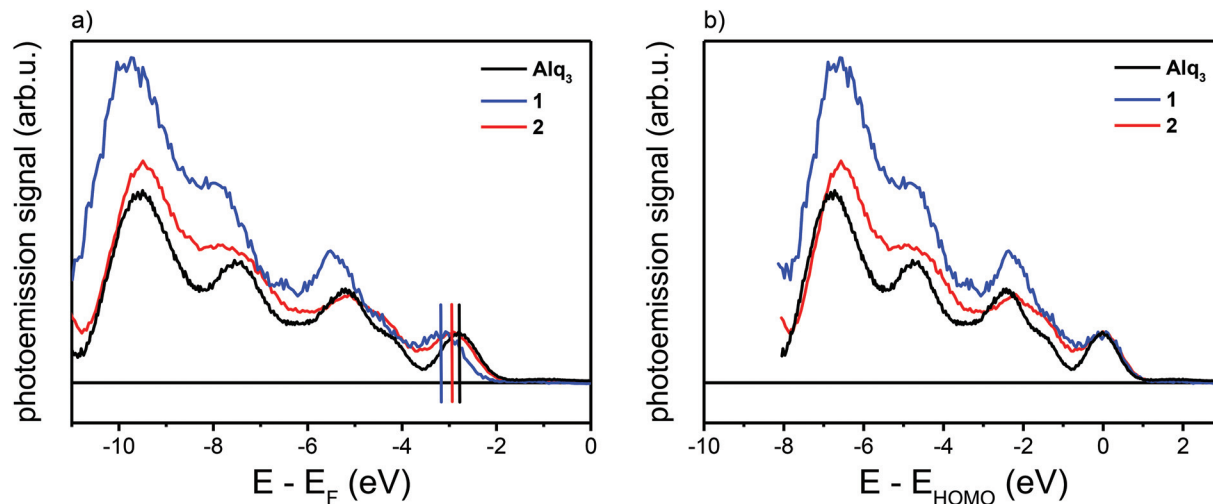 a)
photoemission signal (arb.u.)
Alq3
1
2
-10 -8 -6 -4 -2 0
E - EF (eV)
b)
photoemission signal (arb.u.)
Alq3
1
2
-10 -8 -6 -4 -2 0 2
E - EHOMO (eV)